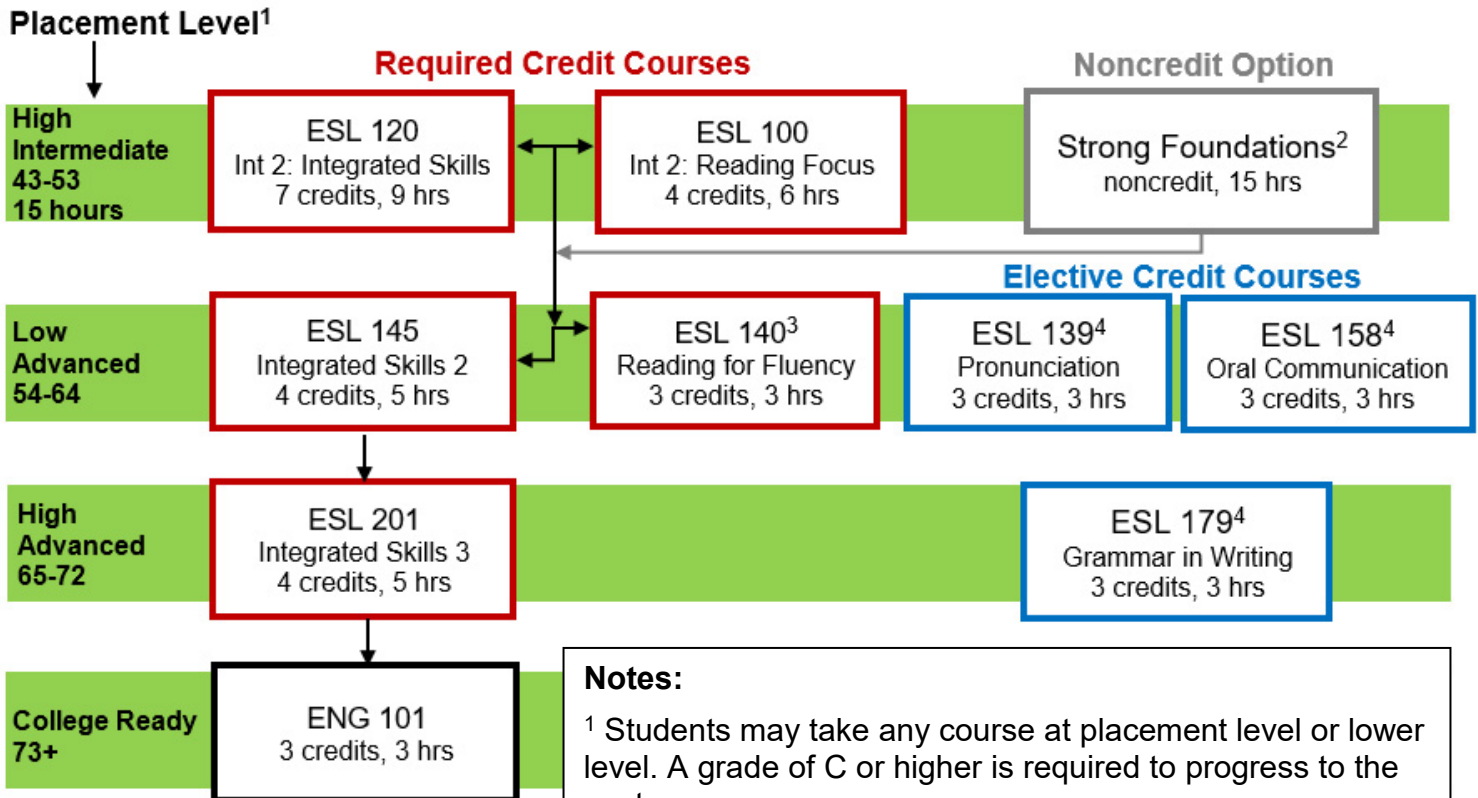 Placement Level¹
Required Credit Courses
Noncredit Option
High
Intermediate
43-53
15 hours
ESL 120
Int 2: Integrated Skills
7 credits, 9 hrs
ESL 100
Int 2: Reading Focus
4 credits, 6 hrs
Strong Foundations²
noncredit, 15 hrs
Elective Credit Courses
Low
Advanced
54-64
ESL 145
Integrated Skills 2
4 credits, 5 hrs
ESL 140³
Reading for Fluency
3 credits, 3 hrs
ESL 139⁴
Pronunciation
3 credits, 3 hrs
ESL 158⁴
Oral Communication
3 credits, 3 hrs
High
Advanced
65-72
ESL 201
Integrated Skills 3
4 credits, 5 hrs
ESL 179⁴
Grammar in Writing
3 credits, 3 hrs
College Ready
73+
ENG 101
3 credits, 3 hrs
Notes:
¹ Students may take any course at placement level or lower
level. A grade of C or higher is required to progress to the